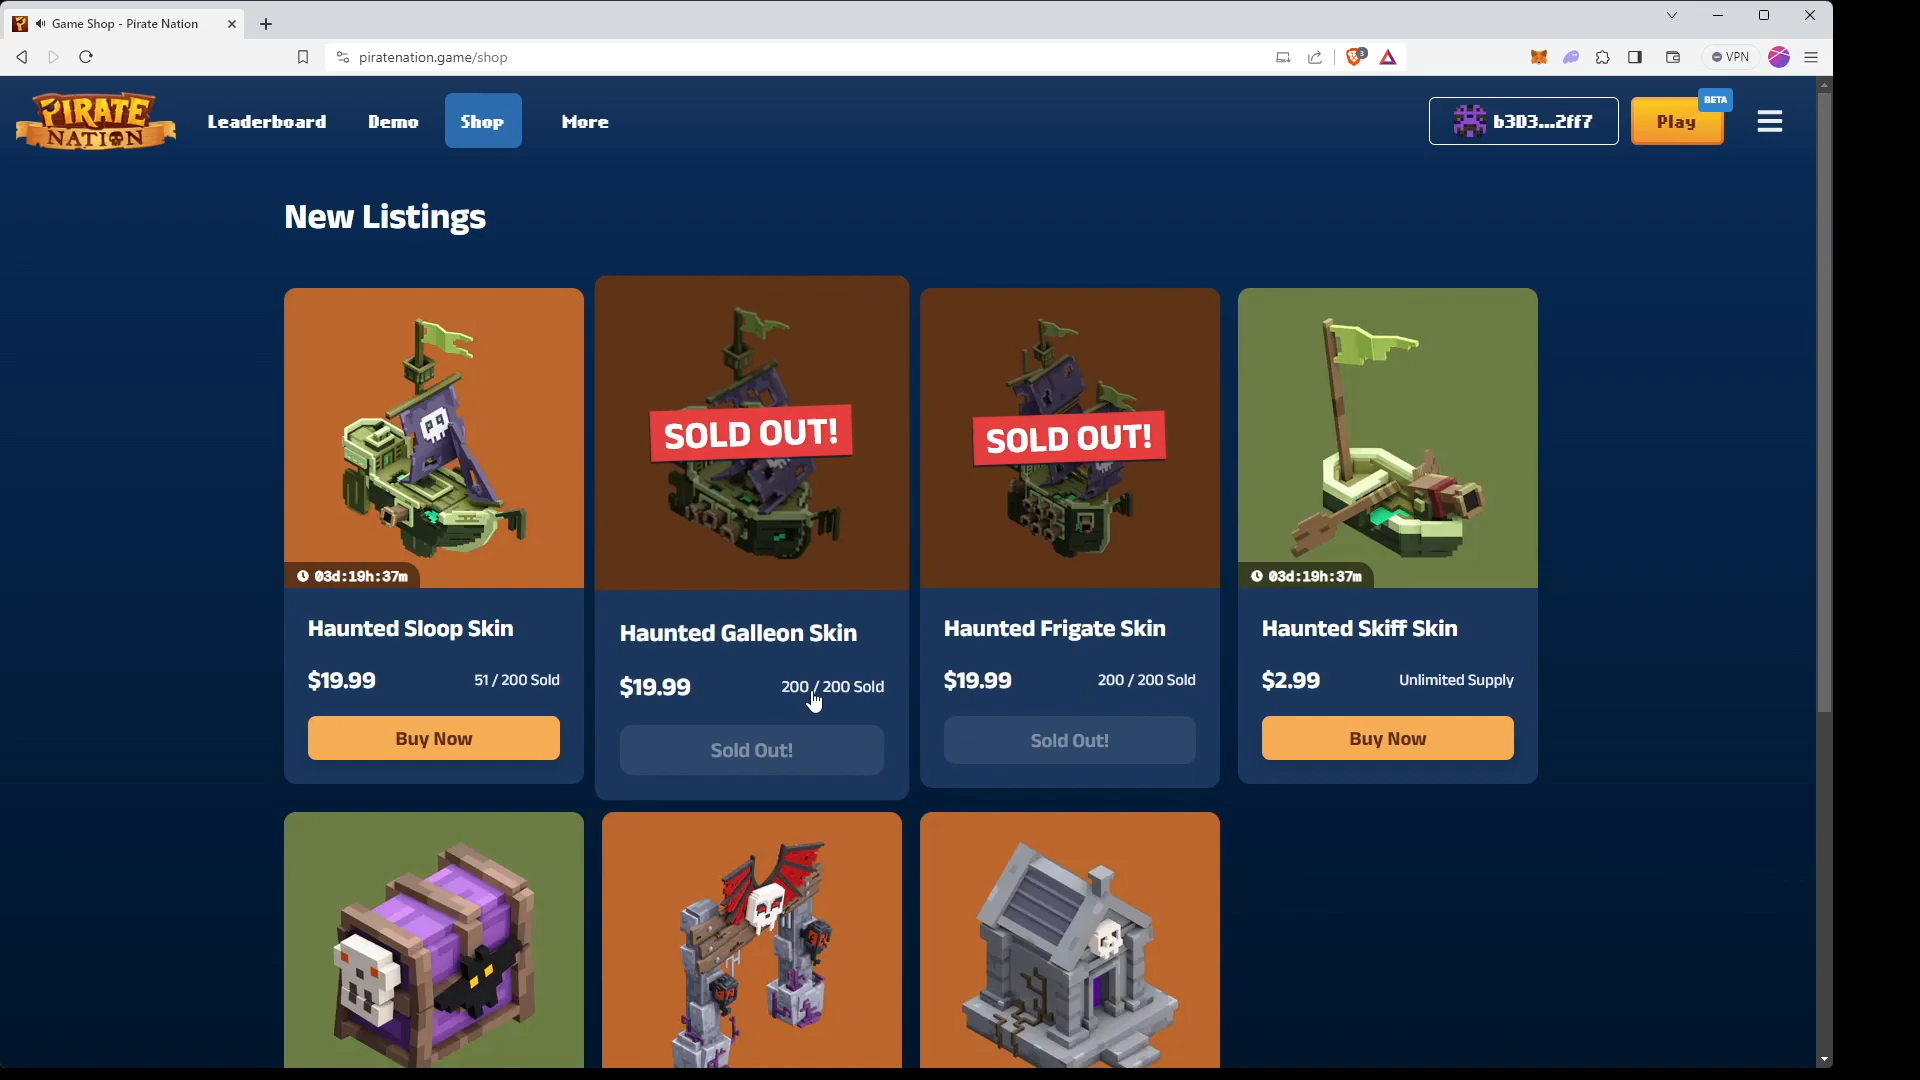 Game Shop - Pirate Nation
piratenation.game/shop
3
VPN
PIRATE
NATION
Leaderboard
Demo
Shop
More
b3D3...2ff7
Play
BETA
New Listings
SOLD OUT!
SOLD OUT!
03d:19h:37m
03d:19h:37m
Haunted Sloop Skin
Haunted Galleon Skin
Haunted Frigate Skin
Haunted Skiff Skin
$19.99
51 / 200 Sold
$19.99
200 / 200 Sold
$19.99
200 / 200 Sold
$2.99
Unlimited Supply
Buy Now
Sold Out!
Sold Out!
Buy Now